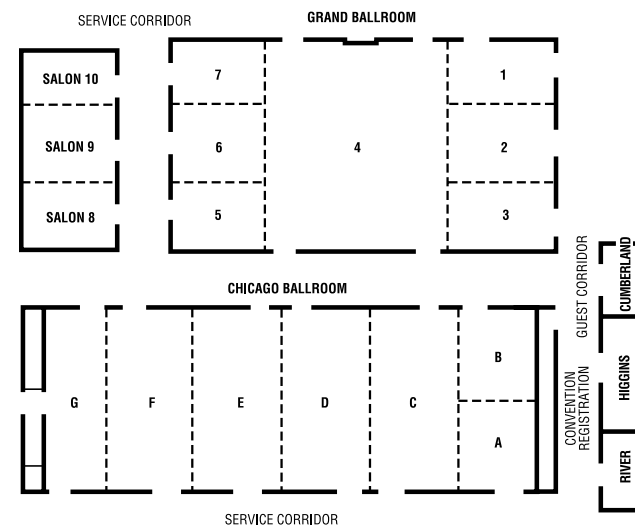 SERVICE CORRIDOR
GRAND BALLROOM
SALON 10
7
1
SALON 9
6
4
2
SALON 8
5
3
CHICAGO BALLROOM
G
F
E
D
C
B
A
SERVICE CORRIDOR
GUEST CORRIDOR
CONVENTION
REGISTRATION
CUMBERLAND
HIGGINS
RIVER